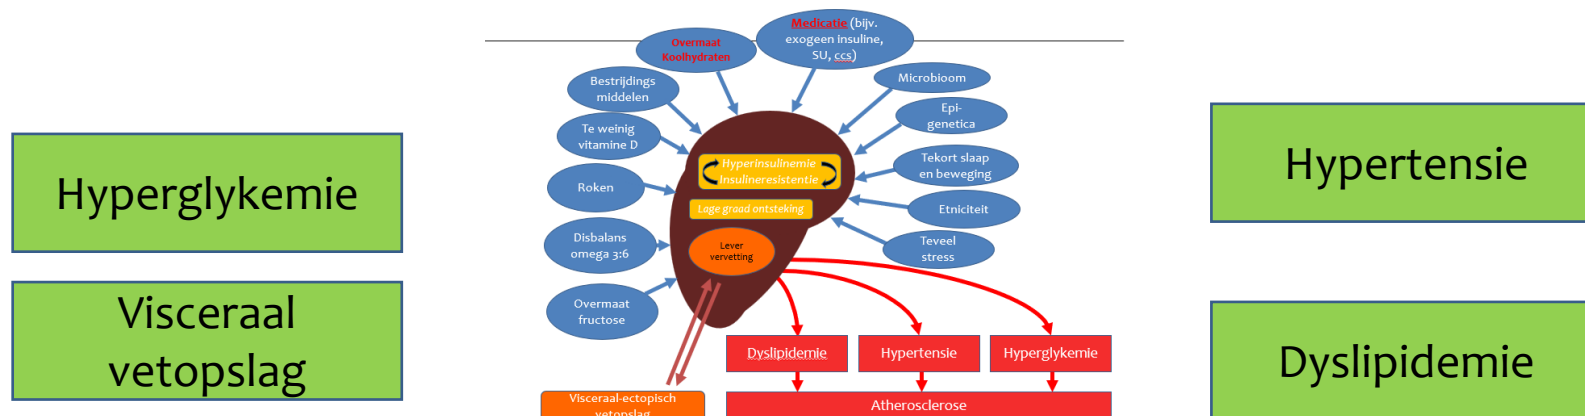 Hyperglykemie
Visceraal
vetopslag
Overmaat
Koolhydraten
Medicatie (bijv.
exogeen insuline,
SU, ccs)
Bestrijdings
middelen
Te weinig
vitamine D
Roken
Disbalans
omega 3:6
Overmaat
fructose
Microbioom
Epi-
genetica
Tekort slaap
en beweging
Etniciteit
Teveel
stress
Hyperinsulinemie
Insulineresistentie
Lage graad ontsteking
Lever
vervetting
Dyslipidemie
Hypertensie
Hyperglykemie
Visceraal-ectopisch
vetopslag
Atherosclerose
Hypertensie
Dyslipidemie